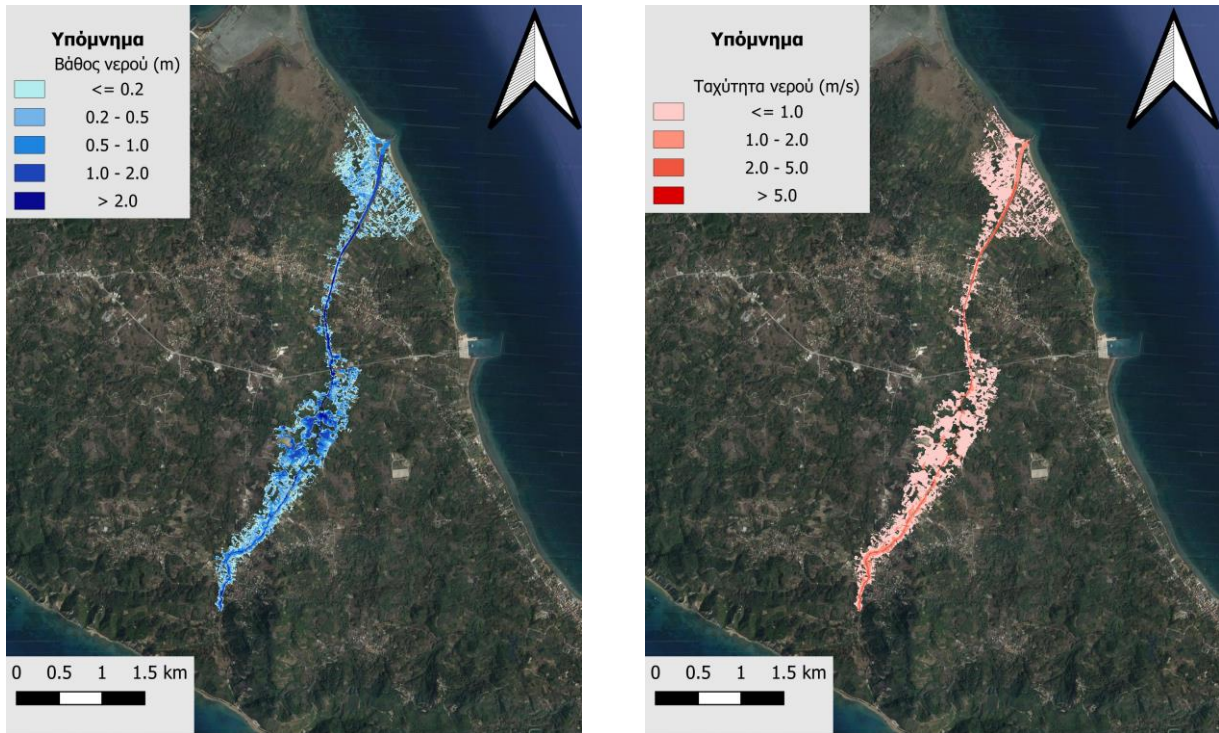 Υπόμνημα
Βάθος νερού (m)
<= 0.2
0.2 - 0.5
0.5 - 1.0
1.0 - 2.0
> 2.0
0 0.5 1 1.5 km
Υπόμνημα
Ταχύτητα νερού (m/s)
<= 1.0
1.0 - 2.0
2.0 - 5.0
> 5.0
0 0.5 1 1.5 km